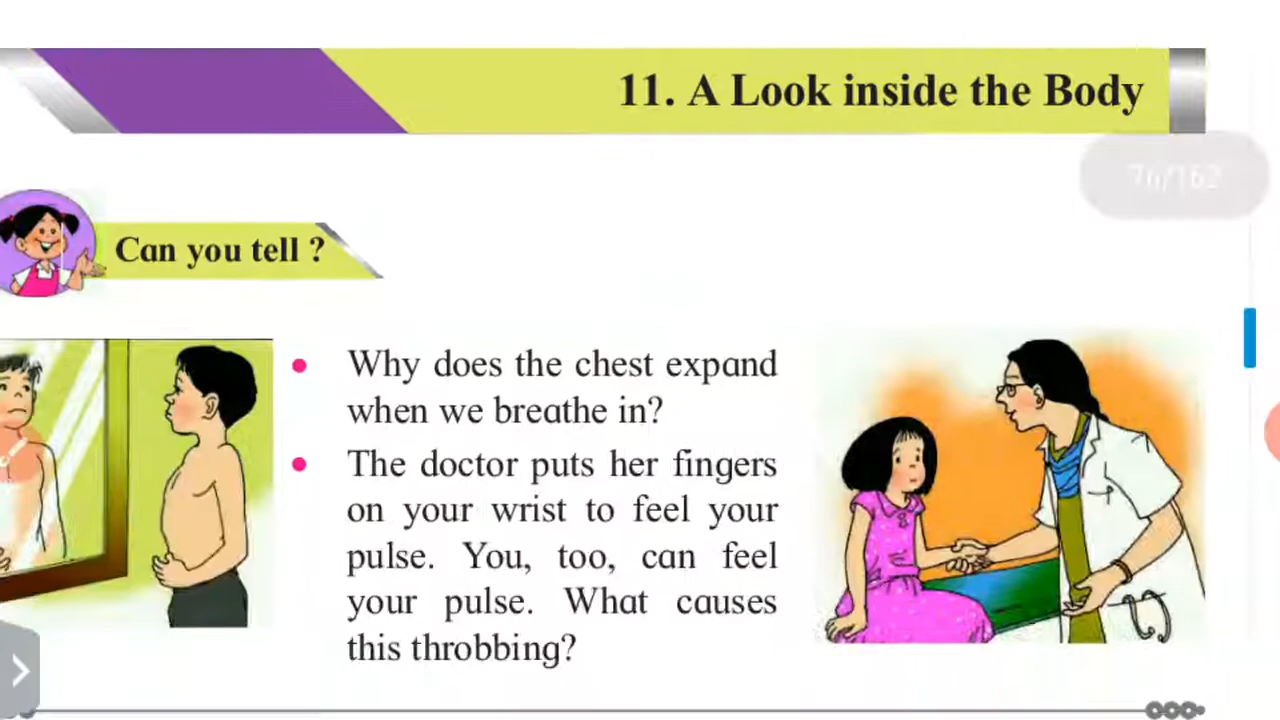 11. A Look inside the Body
76/162
Can you tell ?
• Why does the chest expand
when we breathe in?
• The doctor puts her fingers
on your wrist to feel your
pulse. You, too, can feel
your pulse. What causes
this throbbing?